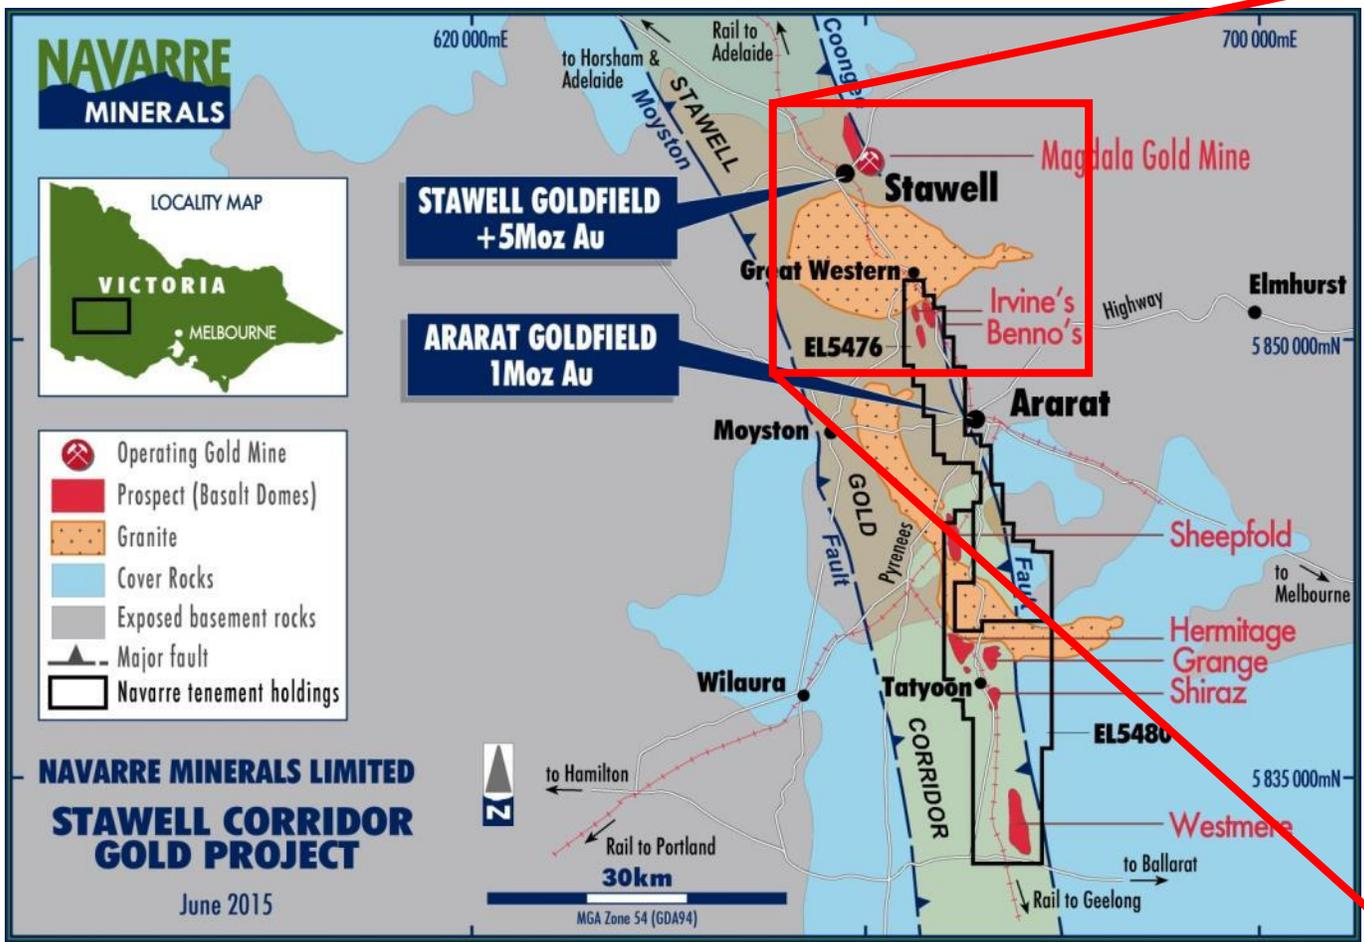 NAVARRE
MINERALS
620 000mE
700 000mE
to Horsham &
Adelaide
Rail to
Adelaide
Coongee
Moyston
STAWELL
Magdala Gold Mine
Stawell
STAWELL GOLDFIELD
+5Moz Au
LOCALITY MAP
VICTORIA
MELBOURNE
Great Western
Irvine's
Benno's
Highway
Elmhurst
EL5476
5 850 000mN
ARARAT GOLDFIELD
1Moz Au
Ararat
Moyston
GOLD
Pyrenees
Fault
Fault
Sheepfold
to
Melbourne
Operating Gold Mine
Prospect (Basalt Domes)
Granite
Cover Rocks
Exposed basement rocks
Major fault
Navarre tenement holdings
Hermitage
Grange
Shiraz
Wilaura
Tatyoon
EL5480
CORRIDOR
5 835 000mN
Westmere
NAVARRE MINERALS LIMITED
STAWELL CORRIDOR
GOLD PROJECT
June 2015
N
to Hamilton
Rail to Portland
30km
MGA Zone 54 (GDA94)
to Ballarat
Rail to Geelong